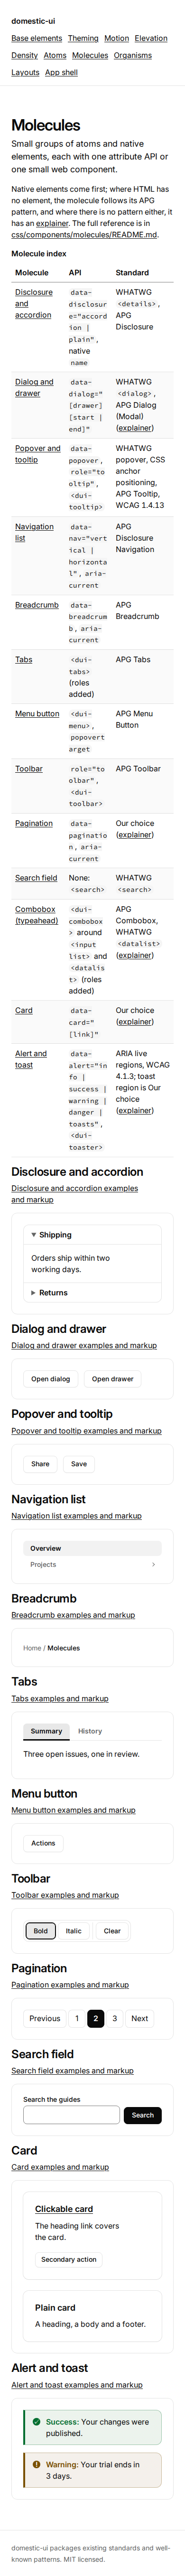 domestic-ui
Base elements Theming Motion Elevation
Density Atoms Molecules Organisms
Layouts App shell
Molecules
Small groups of atoms and native
elements, each with one attribute API or
one small web component.
Native elements come first; where HTML has
no element, the molecule follows its APG
pattern, and where there is no pattern either, it
has an explainer. The full reference is in
css/components/molecules/README.md.
Molecule index
Molecule API Standard
Disclosure and accordion
data-disclosure="accordion | plain", native name
WHATWG <details>, APG Disclosure
Dialog and drawer
data-dialog="[drawer] [start | end]"
WHATWG <dialog>, APG Dialog (Modal) (explainer)
Popover and tooltip
data-popover, role="tooltip", <dui-tooltip>
WHATWG popover, CSS anchor positioning, APG Tooltip, WCAG 1.4.13
Navigation list
data-nav="vertical | horizontal", aria-current
APG Disclosure Navigation
Breadcrumb
data-breadcrumb, aria-current
APG Breadcrumb
Tabs
<dui-tabs> (roles added)
APG Tabs
Menu button
<dui-menu>, popovertarget
APG Menu Button
Toolbar
role="toolbar", <dui-toolbar>
APG Toolbar
Pagination
data-pagination, aria-current
Our choice (explainer)
Search field
None: <search>
WHATWG <search>
Combobox (typeahead)
<dui-combobox> around <input list> and <datalist> (roles added)
APG Combobox, WHATWG <datalist> (explainer)
Card
data-card="[link]"
Our choice (explainer)
Alert and toast
data-alert="info | success | warning | danger | toasts", <dui-toaster>
ARIA live regions, WCAG 4.1.3; toast region is Our choice (explainer)
Disclosure and accordion
Disclosure and accordion examples
and markup
Shipping
Orders ship within two
working days.
Returns
Dialog and drawer
Dialog and drawer examples and markup
Open dialog Open drawer
Popover and tooltip
Popover and tooltip examples and markup
Share Save
Navigation list
Navigation list examples and markup
Overview
Projects
Breadcrumb
Breadcrumb examples and markup
Home / Molecules
Tabs
Tabs examples and markup
Summary History
Three open issues, one in review.
Menu button
Menu button examples and markup
Actions
Toolbar
Toolbar examples and markup
Bold Italic Clear
Pagination
Pagination examples and markup
Previous 1 2 3 Next
Search field
Search field examples and markup
Search the guides
Search
Card
Card examples and markup
Clickable card
The heading link covers
the card.
Secondary action
Plain card
A heading, a body and a footer.
Alert and toast
Alert and toast examples and markup
Success: Your changes were
published.
Warning: Your trial ends in
3 days.
domestic-ui packages existing standards and well-
known patterns. MIT licensed.